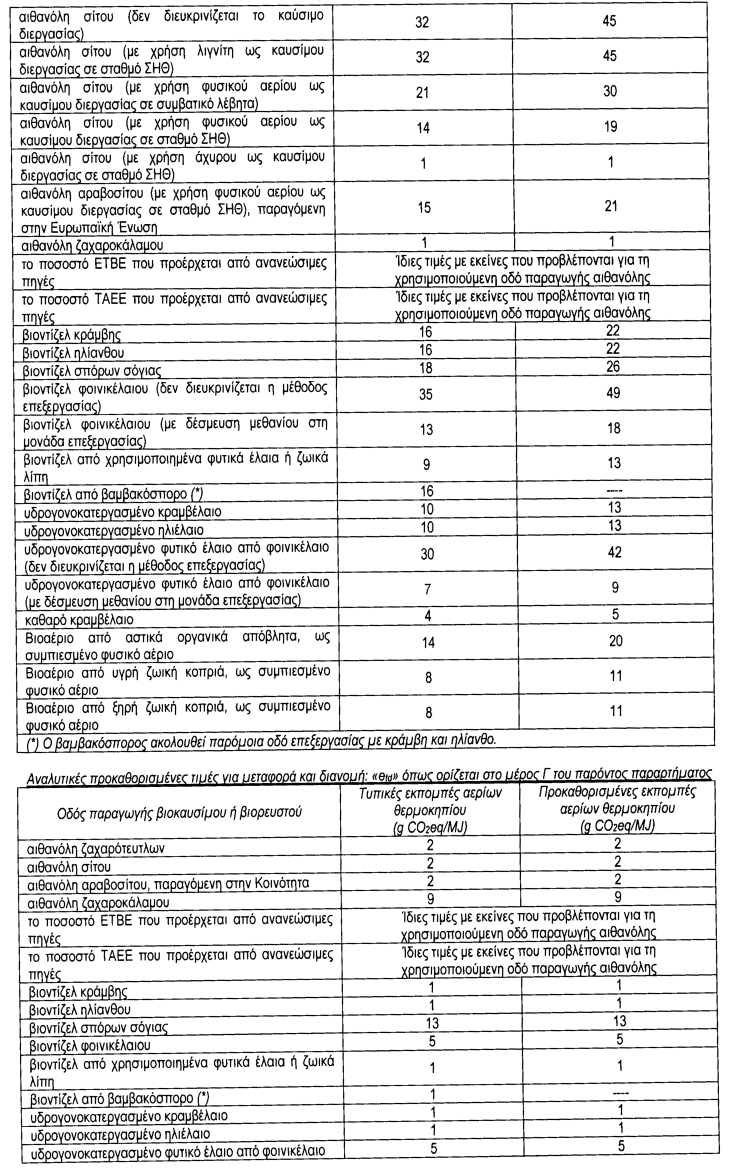 αιθανόλη σίτου (δεν διευκρινίζεται το καύσιμο
διεργασίας)
32
45
αιθανόλη σίτου (με χρήση λιγνίτη ως καυσίμου
διεργασίας σε σταθμό ΣΗΘ)
32
45
αιθανόλη σίτου (με χρήση φυσικού αερίου ως
καυσίμου διεργασίας σε συμβατικό λέβητα)
21
30
αιθανόλη σίτου (με χρήση φυσικού αερίου ως
καυσίμου διεργασίας σε σταθμό ΣΗΘ)
14
19
αιθανόλη σίτου (με χρήση άχυρου ως καυσίμου
διεργασίας σε σταθμό ΣΗΘ)
1
1
αιθανόλη αραβοσίτου (με χρήση φυσικού αερίου ως
καυσίμου διεργασίας σε σταθμό ΣΗΘ), παραγόμενη
στην Ευρωπαϊκή Ένωση
15
21
αιθανόλη ζαχαροκάλαμου
1
1
το ποσοστό ΕΤΒΕ που προέρχεται από ανανεώσιμες
πηγές
Ίδιες τιμές με εκείνες που προβλέπονται για τη
χρησιμοποιούμενη οδό παραγωγής αιθανόλης
το ποσοστό ΤΑΕΕ που προέρχεται από ανανεώσιμες
πηγές
Ίδιες τιμές με εκείνες που προβλέπονται για τη
χρησιμοποιούμενη οδό παραγωγής αιθανόλης
βιοντίζελ κράμβης
16
22
βιοντίζελ ηλίανθου
16
22
βιοντίζελ σπόρων σόγιας
18
26
βιοντίζελ φοινικέλαιου (δεν διευκρινίζεται η μέθοδος
επεξεργασίας)
35
49
βιοντίζελ φοινικέλαιου (με δέσμευση μεθανίου στη
μονάδα επεξεργασίας)
13
18
βιοντίζελ από χρησιμοποιημένα φυτικά έλαια ή ζωικά
λίπη
9
13
βιοντίζελ από βαμβακόσπορο (*)
16
----
υδρογονοκατεργασμένο κραμβέλαιο
10
13
υδρογονοκατεργασμένο ηλιέλαιο
10
13
υδρογονοκατεργασμένο φυτικό έλαιο από φοινικέλαιο
(δεν διευκρινίζεται η μέθοδος επεξεργασίας)
30
42
υδρογονοκατεργασμένο φυτικό έλαιο από φοινικέλαιο
(με δέσμευση μεθανίου στη μονάδα επεξεργασίας)
7
9
καθαρό κραμβέλαιο
4
5
Βιοαέριο από αστικά οργανικά απόβλητα, ως
συμπιεσμένο φυσικό αέριο
14
20
Βιοαέριο από υγρή ζωική κοπριά, ως συμπιεσμένο
φυσικό αέριο
8
11
Βιοαέριο από ξηρή ζωική κοπριά, ως συμπιεσμένο
φυσικό αέριο
8
11
(*) Ο βαμβακόσπορος ακολουθεί παρόμοια οδό επεξεργασίας με κράμβη και ηλίανθο.
Αναλυτικές προκαθορισμένες τιμές για μεταφορά και διανομή: «etd» όπως ορίζεται στο μέρος Γ του παρόντος παραρτήματος
Οδός παραγωγής βιοκαυσίμου ή βιορευστού
Τυπικές εκπομπές αερίων
θερμοκηπίου
(g CO2eq/MJ)
Προκαθορισμένες εκπομπές
αερίων θερμοκηπίου
(g CO2eq/MJ)
αιθανόλη ζαχαρότευτλων
2
2
αιθανόλη σίτου
2
2
αιθανόλη αραβοσίτου, παραγόμενη στην Κοινότητα
2
2
αιθανόλη ζαχαροκάλαμου
9
9
το ποσοστό ΕΤΒΕ που προέρχεται από ανανεώσιμες
πηγές
Ίδιες τιμές με εκείνες που προβλέπονται για τη
χρησιμοποιούμενη οδό παραγωγής αιθανόλης
το ποσοστό ΤΑΕΕ που προέρχεται από ανανεώσιμες
πηγές
Ίδιες τιμές με εκείνες που προβλέπονται για τη
χρησιμοποιούμενη οδό παραγωγής αιθανόλης
βιοντίζελ κράμβης
1
1
βιοντίζελ ηλίανθου
1
1
βιοντίζελ σπόρων σόγιας
13
13
βιοντίζελ φοινικέλαιου
5
5
βιοντίζελ από χρησιμοποιημένα φυτικά έλαια ή ζωικά
λίπη
1
1
βιοντίζελ από βαμβακόσπορο (*)
1
----
υδρογονοκατεργασμένο κραμβέλαιο
1
1
υδρογονοκατεργασμένο ηλιέλαιο
1
1
υδρογονοκατεργασμένο φυτικό έλαιο από φοινικέλαιο
5
5